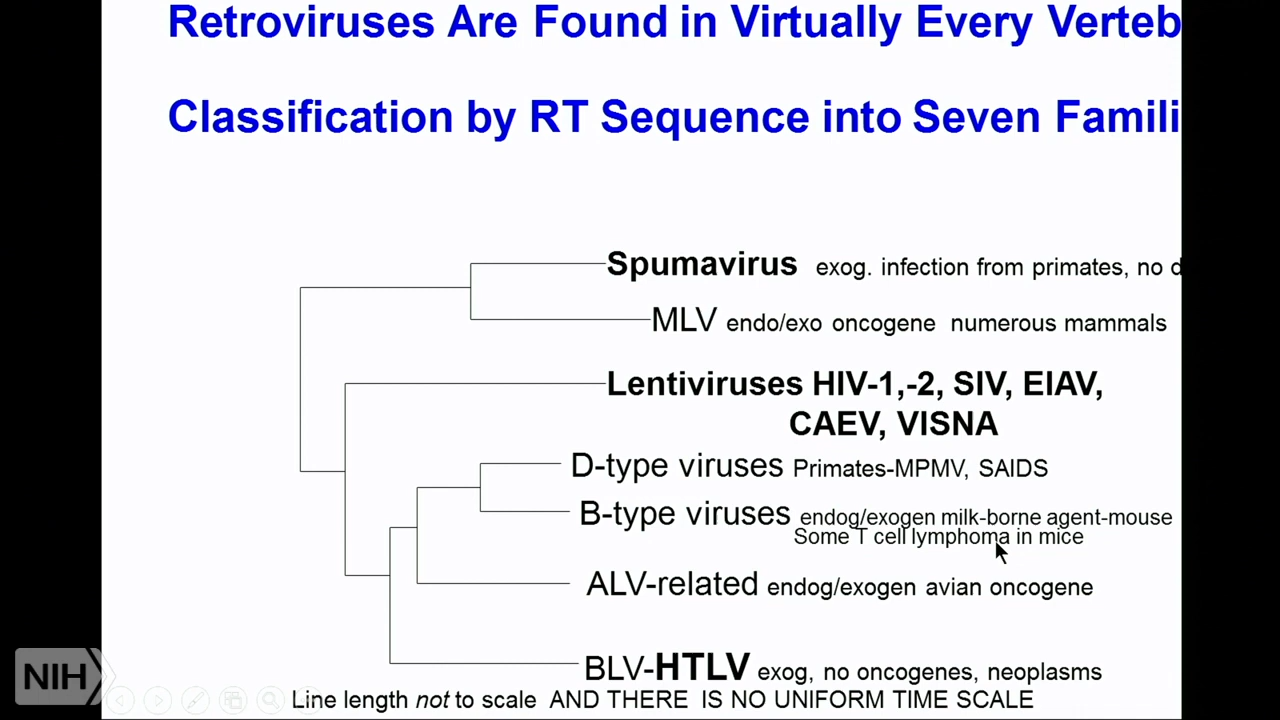 Retroviruses Are Found in Virtually Every Verteb
Classification by RT Sequence into Seven Famili
Spumavirus exog. infection from primates, no d
MLV endo/exo oncogene numerous mammals
Lentiviruses HIV-1,-2, SIV, EIAV,
CAEV, VISNA
D-type viruses Primates-MPMV, SAIDS
B-type viruses endog/exogen milk-borne agent-mouse
Some T cell lymphoma in mice
ALV-related endog/exogen avian oncogene
BLV-HTLV exog, no oncogenes, neoplasms
NIH
Line length not to scale AND THERE IS NO UNIFORM TIME SCALE